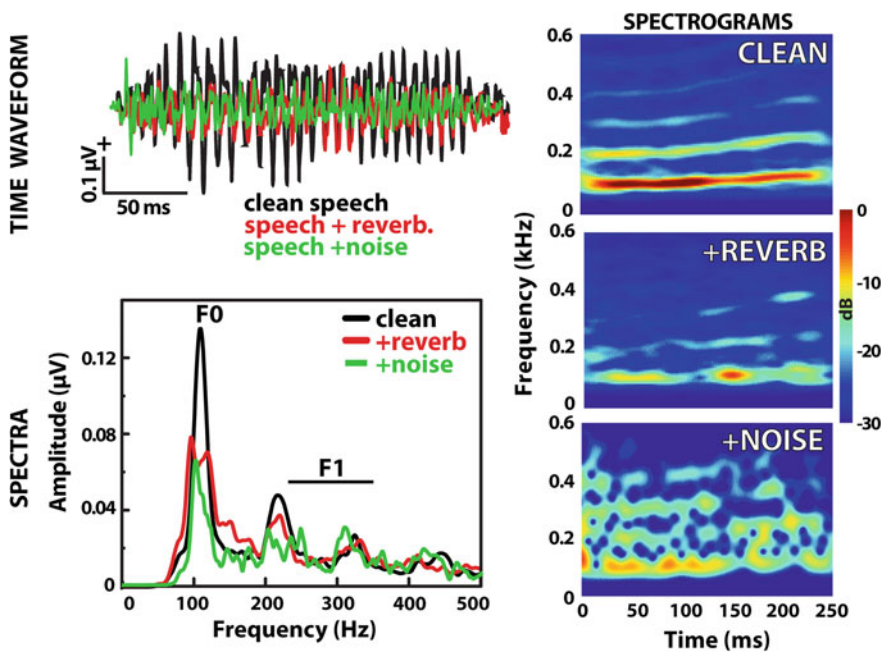 TIME WAVEFORM
0.1 µV
+
50 ms
clean speech
speech + reverb.
speech +noise
SPECTRA
Amplitude (µV)
0.12
0.08
0.04
0
F0
clean
+reverb
+noise
F1
0 100 200 300 400 500
Frequency (Hz)
SPECTROGRAMS
Frequency (kHz)
CLEAN
0.6
0.4
0.2
0
+REVERB
0.6
0.4
0.2
0
+NOISE
0.6
0.4
0.2
0
0 50 100 150 200 250
Time (ms)
0
-10
dB
-20
-30